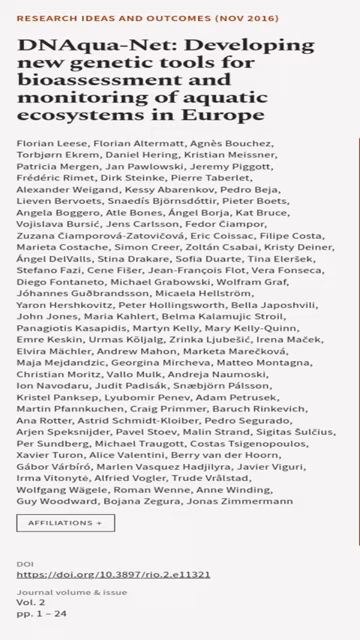 RESEARCH IDEAS AND OUTCOMES (NOV 2016)
DNAqua-Net: Developing
new genetic tools for
bioassessment and
monitoring of aquatic
ecosystems in Europe
Florian Leese, Florian Altermatt, Agnès Bouchez,
Torbjørn Ekrem, Daniel Hering, Kristian Meissner,
Patricia Mergen, Jan Pawlowski, Jeremy Piggott,
Frédéric Rimet, Dirk Steinke, Pierre Taberlet,
Alexander Weigand, Kessy Abarenkov, Pedro Beja,
Lieven Bervoets, Snaedís Björnsdóttir, Pieter Boets,
Angela Boggero, Atle Bones, Ángel Borja, Kat Bruce,
Vojislava Bursić, Jens Carlsson, Fedor Čiampor,
Zuzana Čiamporová-Zatovičová, Eric Coissac, Filipe Costa,
Marieta Costache, Simon Creer, Zoltán Csabai, Kristy Deiner,
Ángel DelValls, Stina Drakare, Sofia Duarte, Tina Eleršek,
Stefano Fazi, Cene Fišer, Jean-François Flot, Vera Fonseca,
Diego Fontaneto, Michael Grabowski, Wolfram Graf,
Jóhannes Guðbrandsson, Micaela Hellström,
Yaron Hershkovitz, Peter Hollingsworth, Bella Japoshvili,
John Jones, Maria Kahlert, Belma Kalamujic Stroil,
Panagiotis Kasapidis, Martyn Kelly, Mary Kelly-Quinn,
Emre Keskin, Urmas Kõljalg, Zrinka Ljubešić, Irena Maček,
Elvira Mächler, Andrew Mahon, Marketa Marečková,
Maja Mejdandzic, Georgina Mircheva, Matteo Montagna,
Christian Moritz, Vallo Mulk, Andreja Naumoski,
Ion Navodaru, Judit Padisák, Snæbjörn Pálsson,
Kristel Panksep, Lyubomir Penev, Adam Petrusek,
Martin Pfannkuchen, Craig Primmer, Baruch Rinkevich,
Ana Rotter, Astrid Schmidt-Kloiber, Pedro Segurado,
Arjen Speksnijder, Pavel Stoev, Malin Strand, Sigitas Šulčius,
Per Sundberg, Michael Traugott, Costas Tsigenopoulos,
Xavier Turon, Alice Valentini, Berry van der Hoorn,
Gábor Várbíró, Marlen Vasquez Hadjilyra, Javier Viguri,
Irma Vitonytė, Alfried Vogler, Trude Vrålstad,
Wolfgang Wägele, Roman Wenne, Anne Winding,
Guy Woodward, Bojana Zegura, Jonas Zimmermann
AFFILIATIONS +
DOI
https://doi.org/10.3897/rio.2.e11321
Journal volume & issue
Vol. 2
pp. 1 – 24